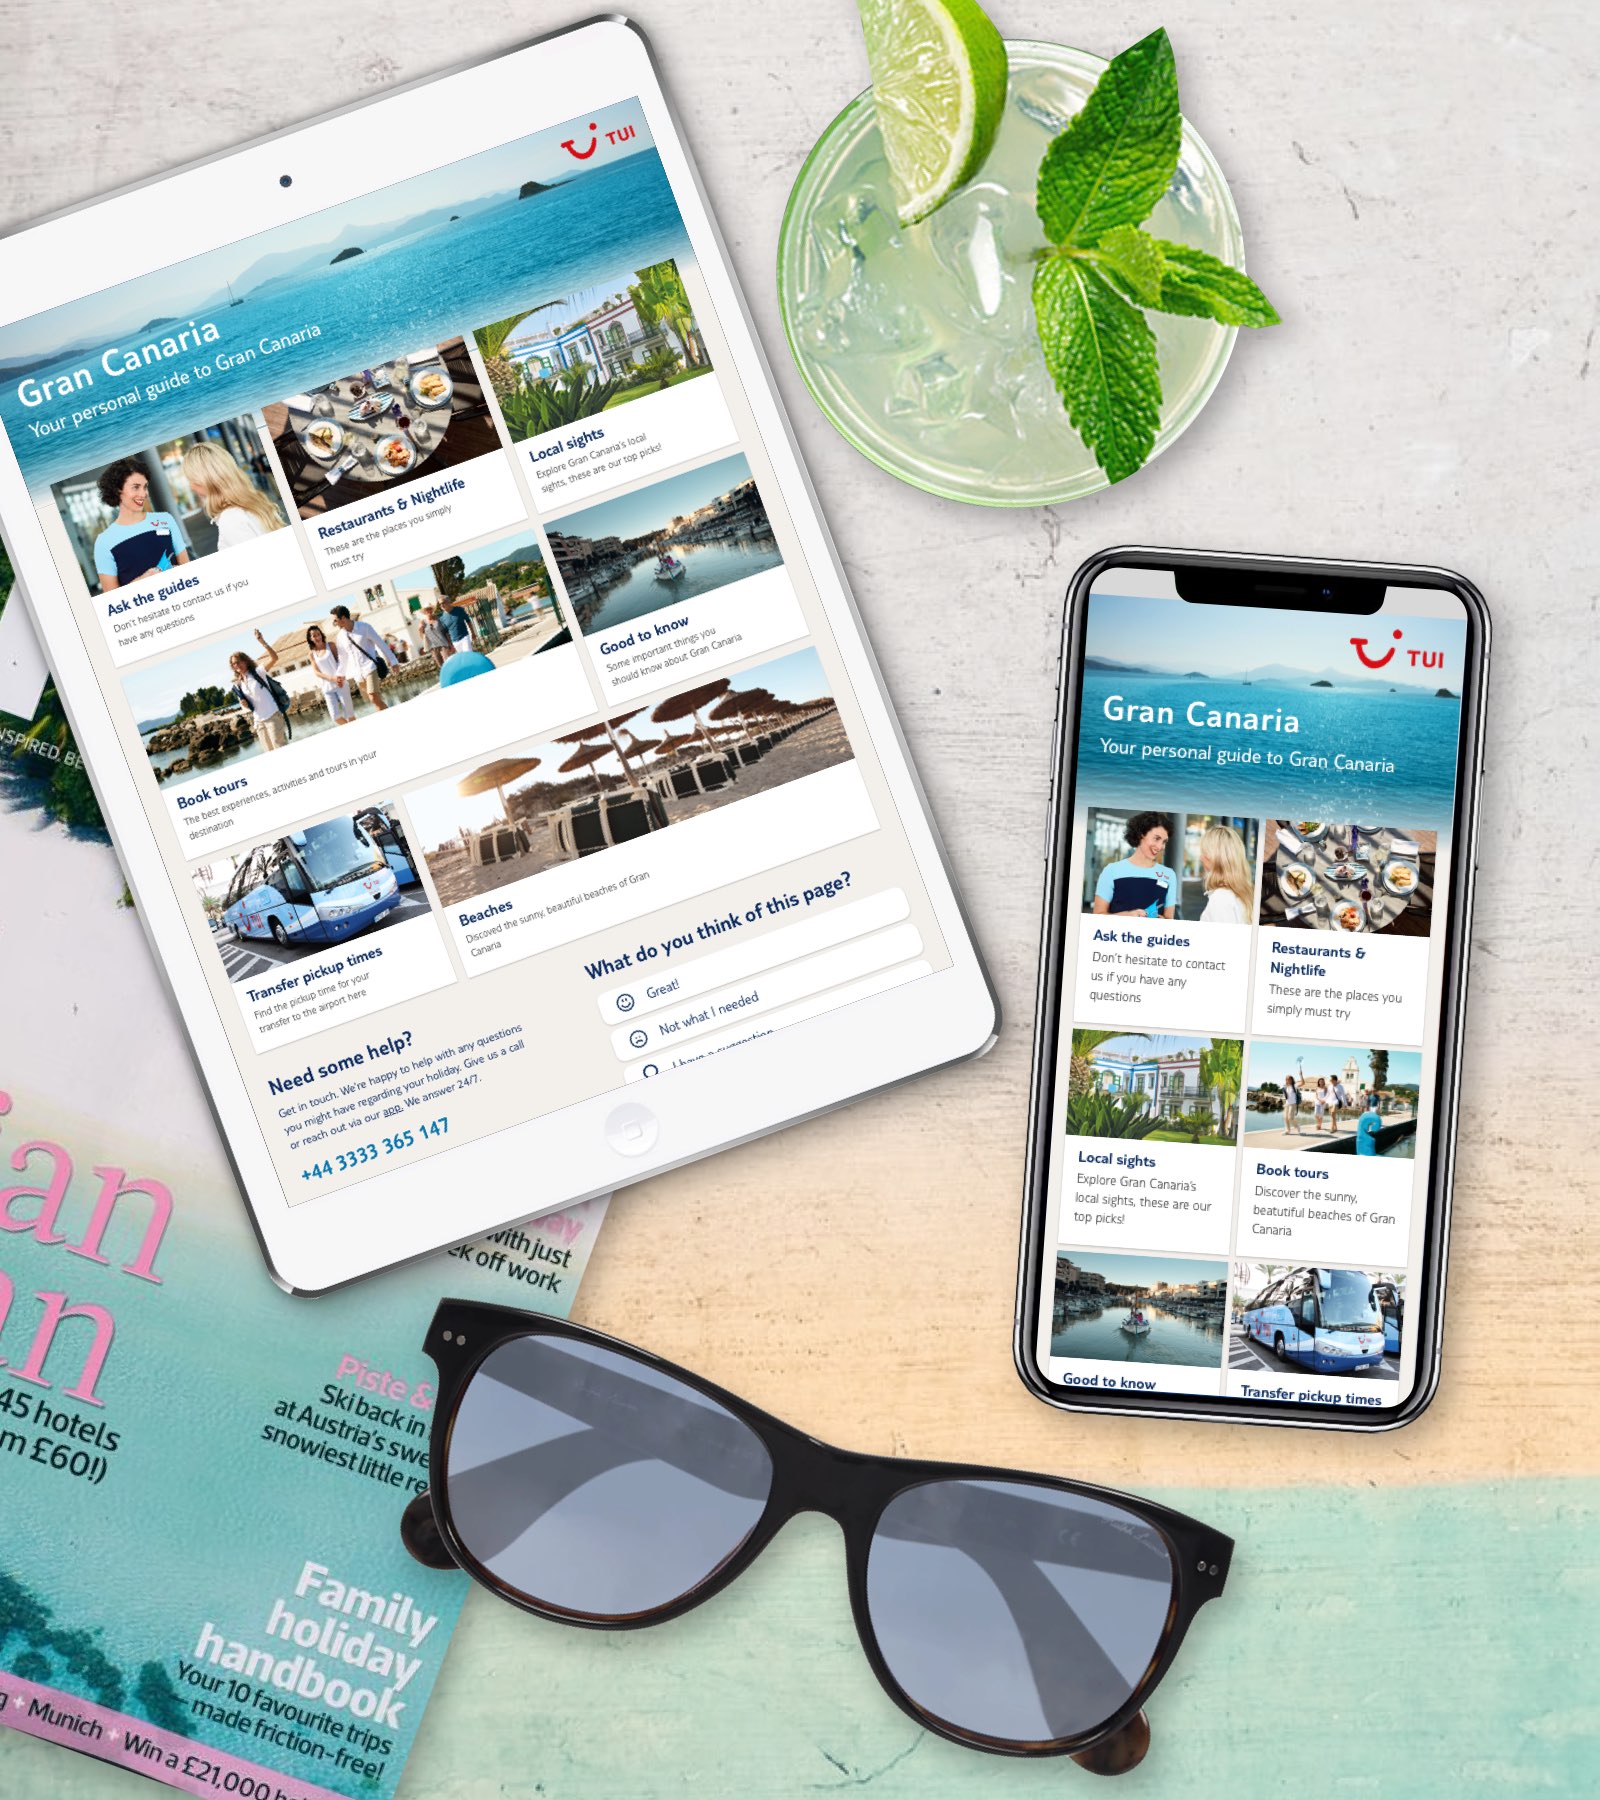 TUI
Gran Canaria
Your personal guide to Gran Canaria
Ask the guides
Don't hesitate to contact us if you
have any questions
Restaurants & Nightlife
These are the places you simply
must try
Local sights
Explore Gran Canaria's local
sights, these are our top picks!
Book tours
The best experiences, activities and tours in your
destination
Good to know
Some important things you
should know about Gran Canaria
Transfer pickup times
Find the pickup time for your
transfer to the airport here
Beaches
Discoved the sunny, beautiful beaches of Gran
Canaria
Need some help?
Get in touch. We're happy to help with any questions
you might have regarding your holiday. Give us a call
or reach out via our app. We answer 24/7.
+44 3333 365 147
What do you think of this page?
Great!
Not what I needed
I have a suggestion
TUI
Gran Canaria
Your personal guide to Gran Canaria
Ask the guides
Don't hesitate to contact
us if you have any
questions
Restaurants &
Nightlife
These are the places you
simply must try
Local sights
Explore Gran Canaria's
local sights, these are our
top picks!
Book tours
Discover the sunny,
beatutiful beaches of Gran
Canaria
Good to know
Transfer pickup times
with just
off work
45 hotels
£60!)
Piste &
Ski back in
at Austria's
snowiest little
Family
holiday
handbook
Your 10 favourite trips
made friction-free!
+ Munich + Win a £21,000